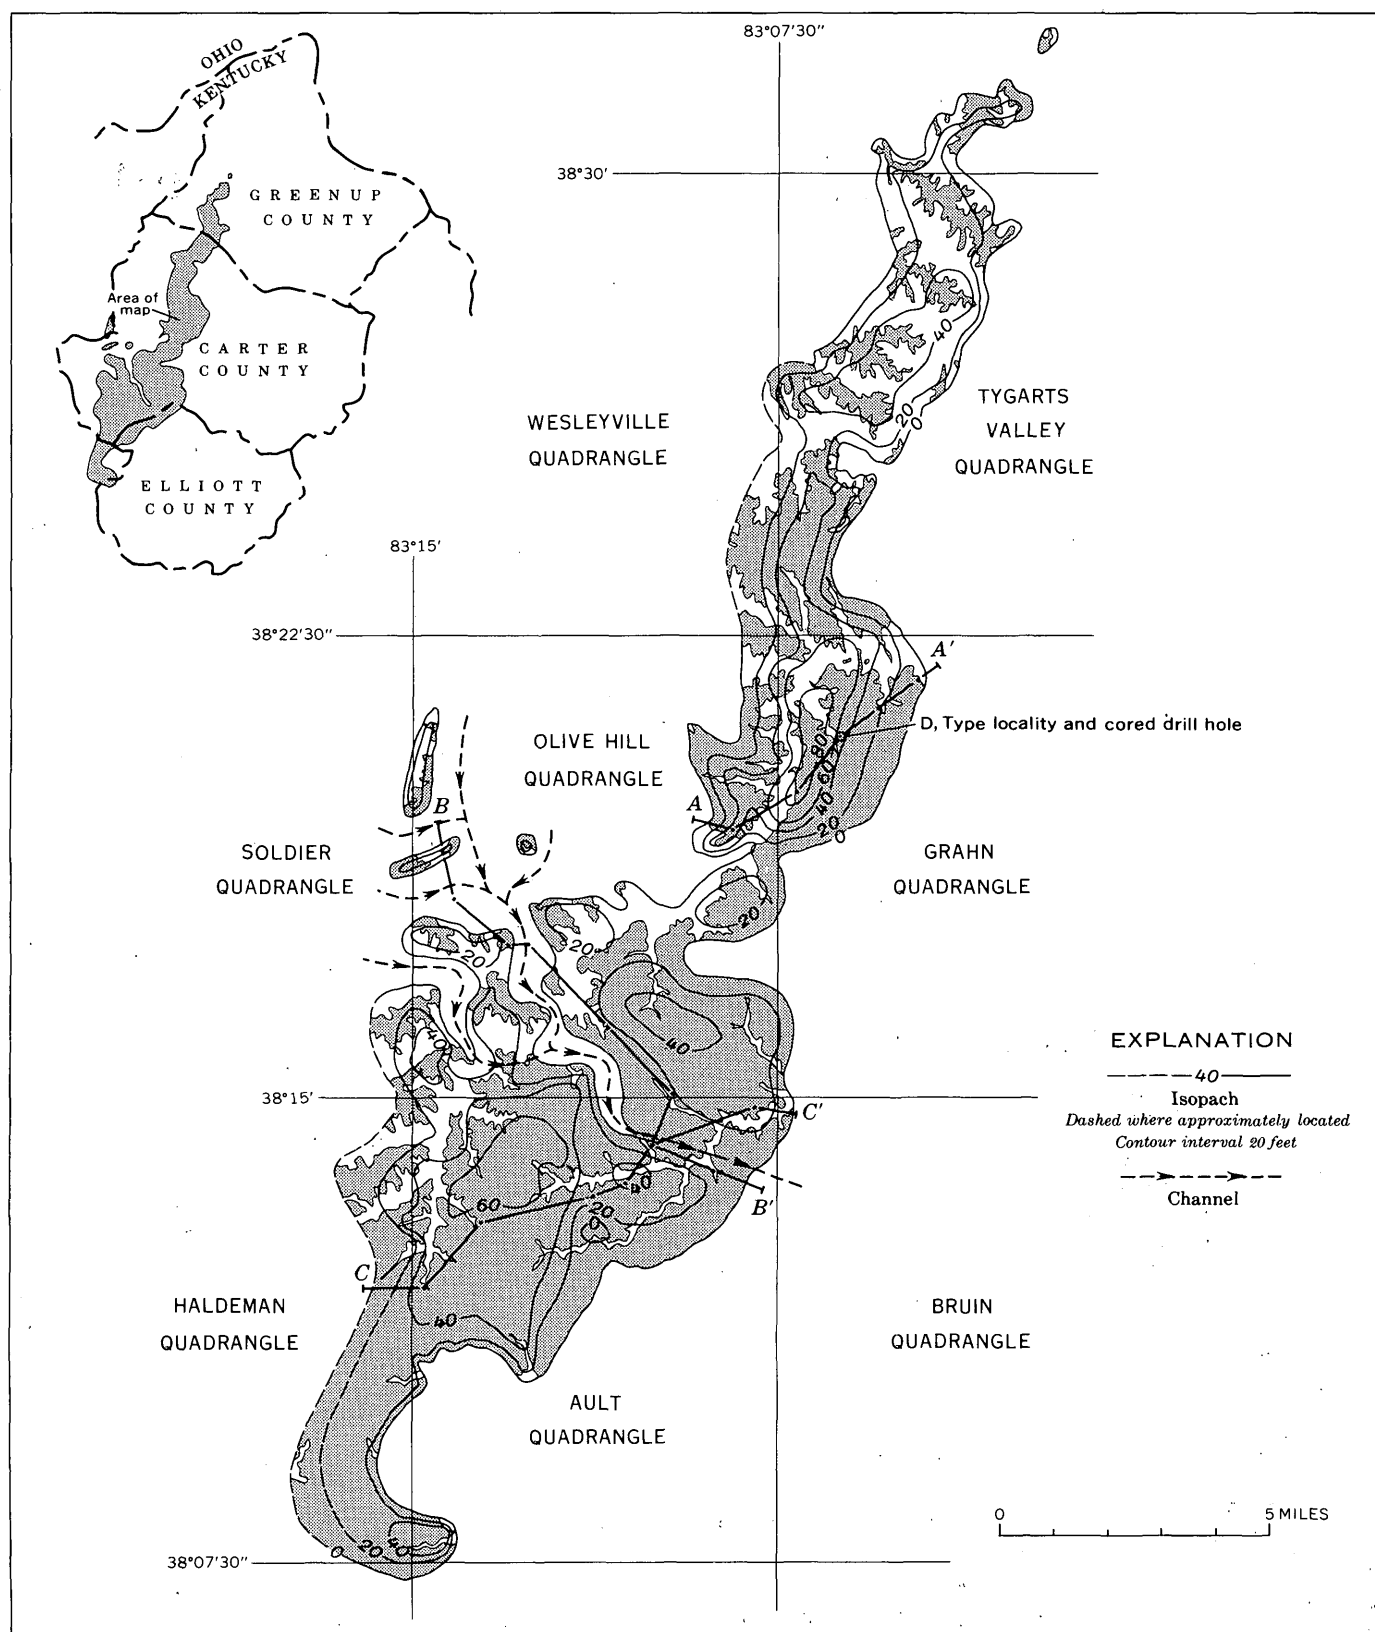 83°07'30"
OHIO
KENTUCKY
38°30'
GREENUP
COUNTY
Area of
map
CARTER
COUNTY
40
TYGARTS
VALLEY
QUADRANGLE
WESLEYVILLE
QUADRANGLE
20
0
ELLIOTT
COUNTY
83°15'
38°22'30"
A'
D, Type locality and cored drill hole
OLIVE HILL
QUADRANGLE
80
60
40
20
0
A
B
SOLDIER
QUADRANGLE
GRAHN
QUADRANGLE
20
20
20
40
40
EXPLANATION
40
Isopach
Dashed where approximately located
Contour interval 20 feet
Channel
38°15'
C'
40
60
20
0
B'
C
HALDEMAN
QUADRANGLE
40
BRUIN
QUADRANGLE
AULT
QUADRANGLE
0
5 MILES
0
20
40
38°07'30"